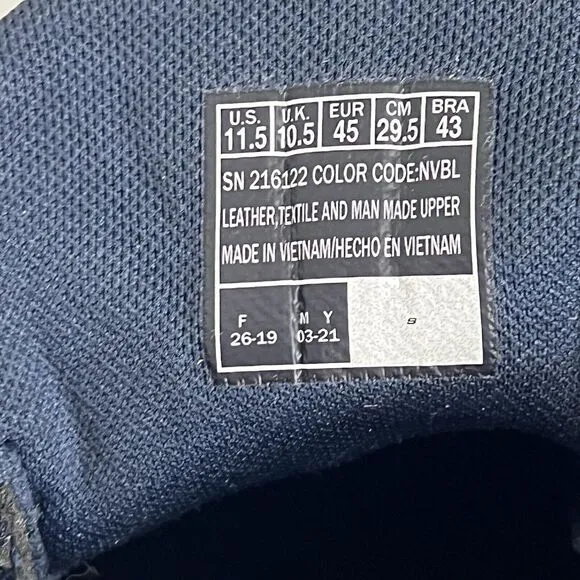 U.S. U.K. EUR CM BRA
11.5 10.5 45 29.5 43
SN 216122 COLOR CODE:NVBL
LEATHER,TEXTILE AND MAN MADE UPPER
MADE IN VIETNAM/HECHO EN VIETNAM
F M Y
26-19 03-21
S